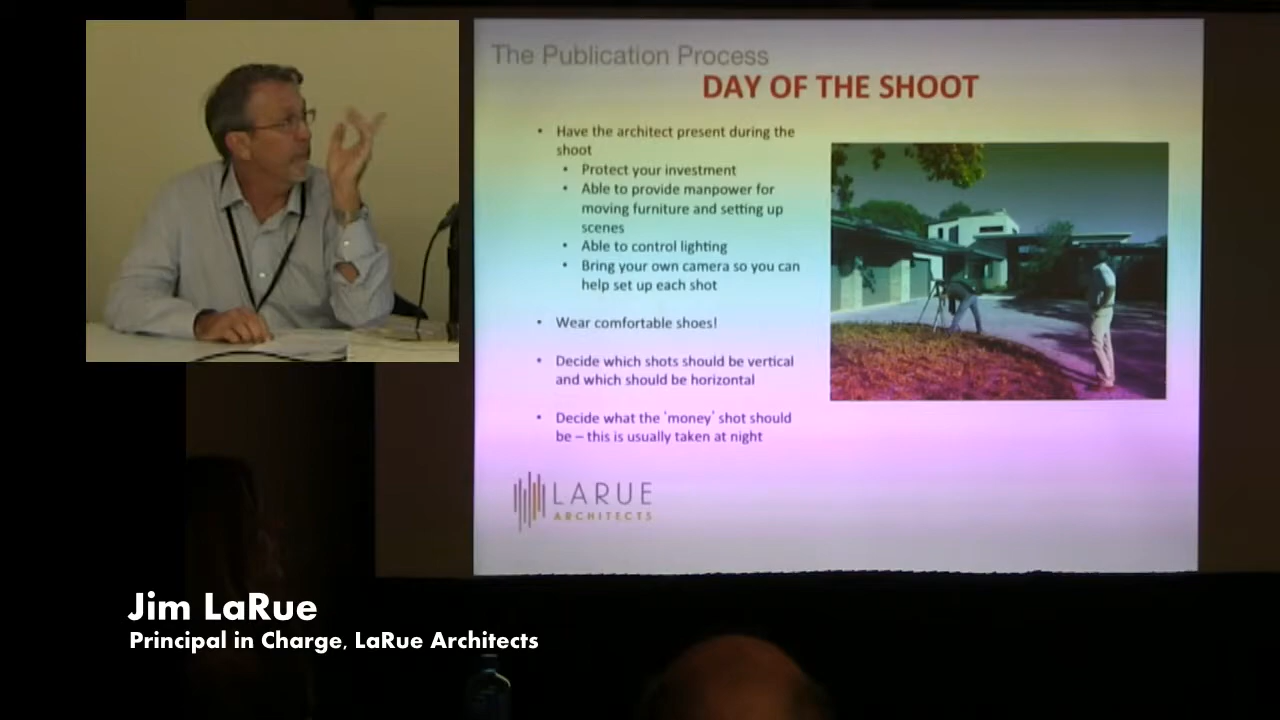 The Publication Process
DAY OF THE SHOOT
• Have the architect present during the
shoot
• Protect your investment
• Able to provide manpower for
moving furniture and setting up
scenes
• Able to control lighting
• Bring your own camera so you can
help set up each shot
• Wear comfortable shoes!
• Decide which shots should be vertical
and which should be horizontal
• Decide what the 'money' shot should
be – this is usually taken at night
LARUE
ARCHITECTS
Jim LaRue
Principal in Charge, LaRue Architects